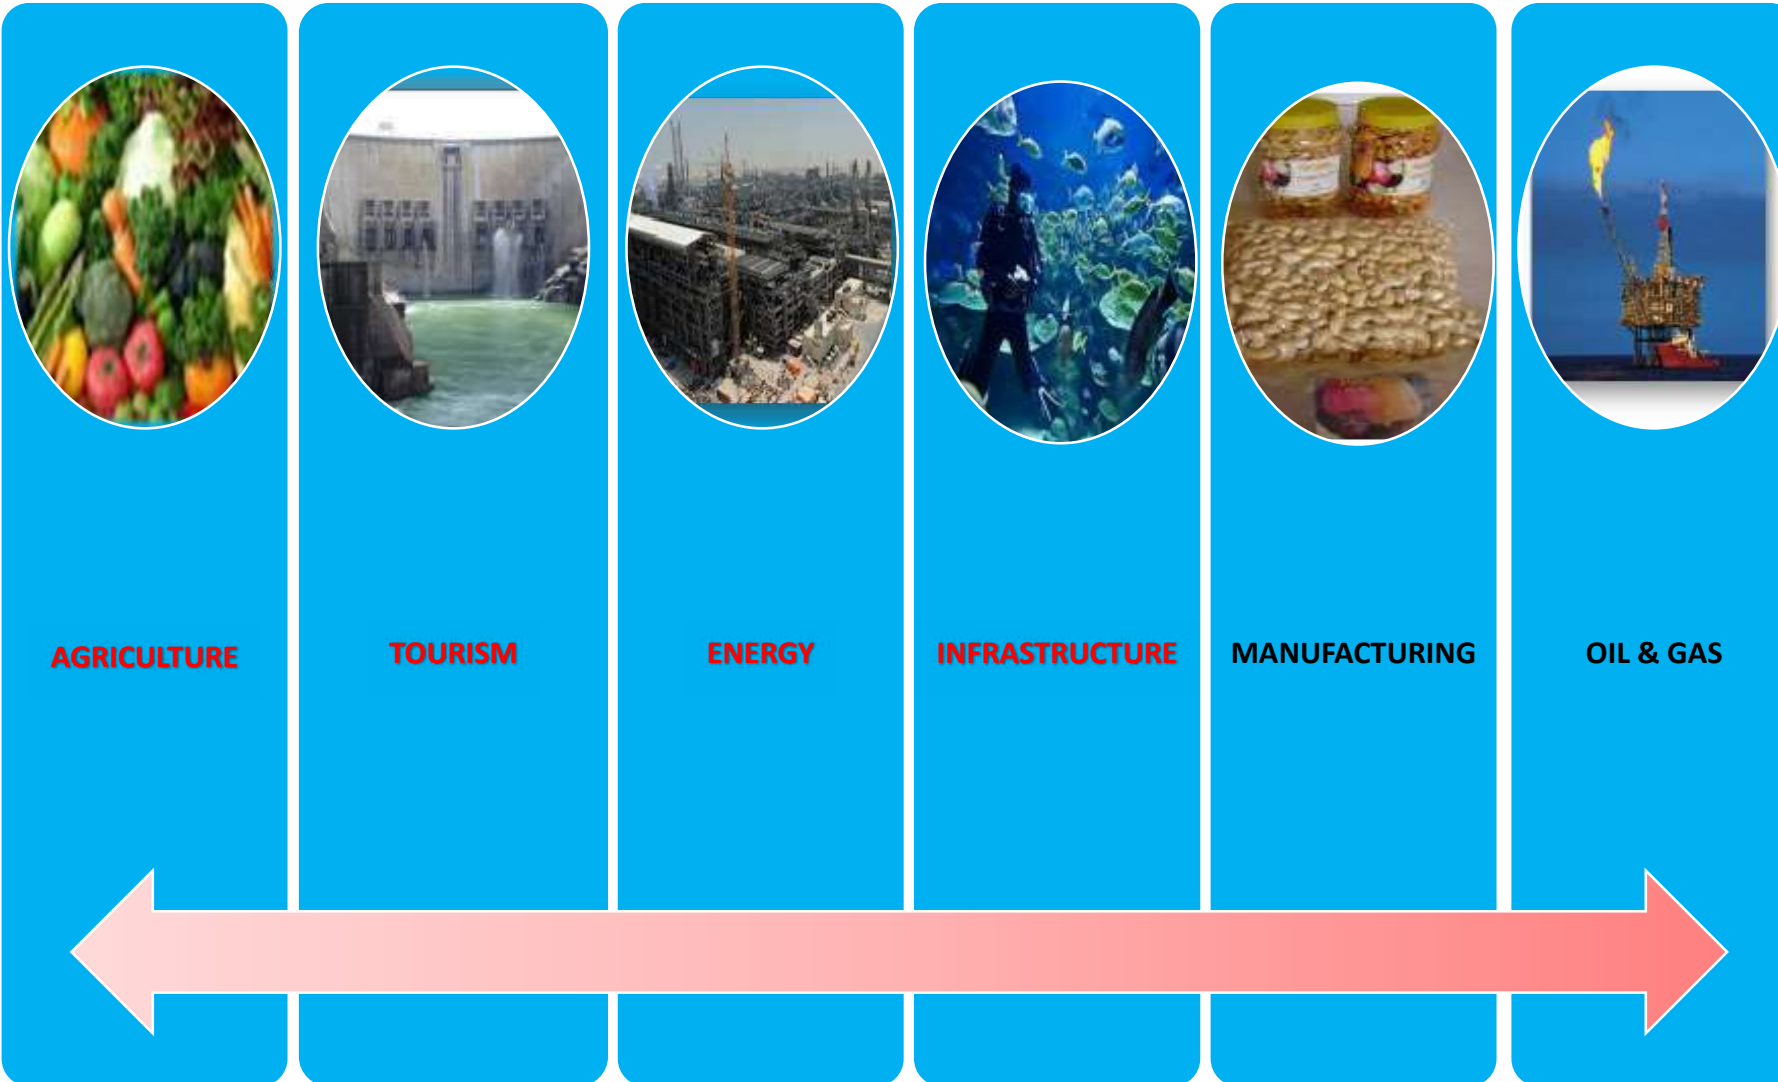 AGRICULTURE
TOURISM
ENERGY
INFRASTRUCTURE
MANUFACTURING
OIL & GAS